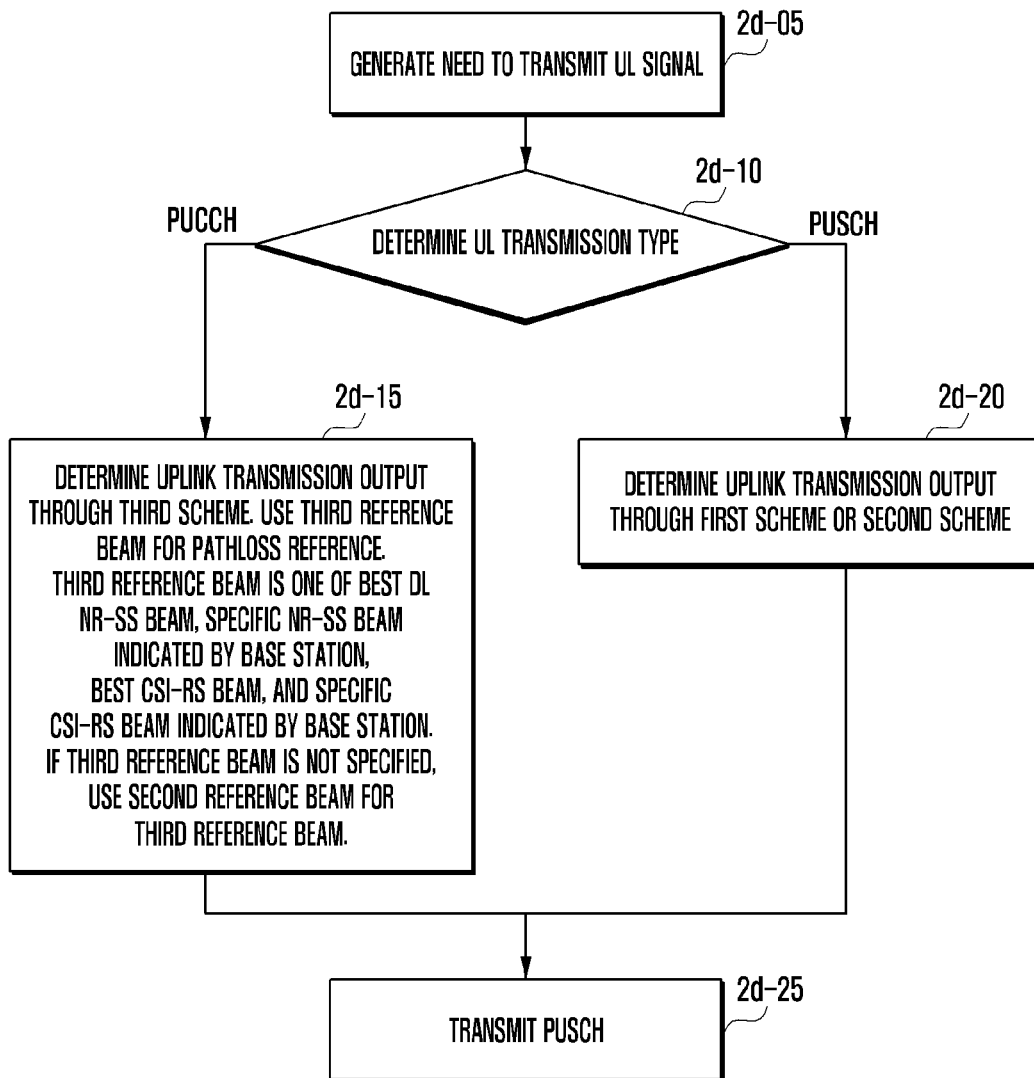 2d-05
GENERATE NEED TO TRANSMIT UL SIGNAL
2d-10
PUCCH
PUSCH
DETERMINE UL TRANSMISSION TYPE
2d-15
2d-20
DETERMINE UPLINK TRANSMISSION OUTPUT
THROUGH THIRD SCHEME. USE THIRD REFERENCE
BEAM FOR PATHLOSS REFERENCE.
THIRD REFERENCE BEAM IS ONE OF BEST DL
NR-SS BEAM, SPECIFIC NR-SS BEAM
INDICATED BY BASE STATION,
BEST CSI-RS BEAM, AND SPECIFIC
CSI-RS BEAM INDICATED BY BASE STATION.
IF THIRD REFERENCE BEAM IS NOT SPECIFIED,
USE SECOND REFERENCE BEAM FOR
THIRD REFERENCE BEAM.
DETERMINE UPLINK TRANSMISSION OUTPUT
THROUGH FIRST SCHEME OR SECOND SCHEME
2d-25
TRANSMIT PUSCH